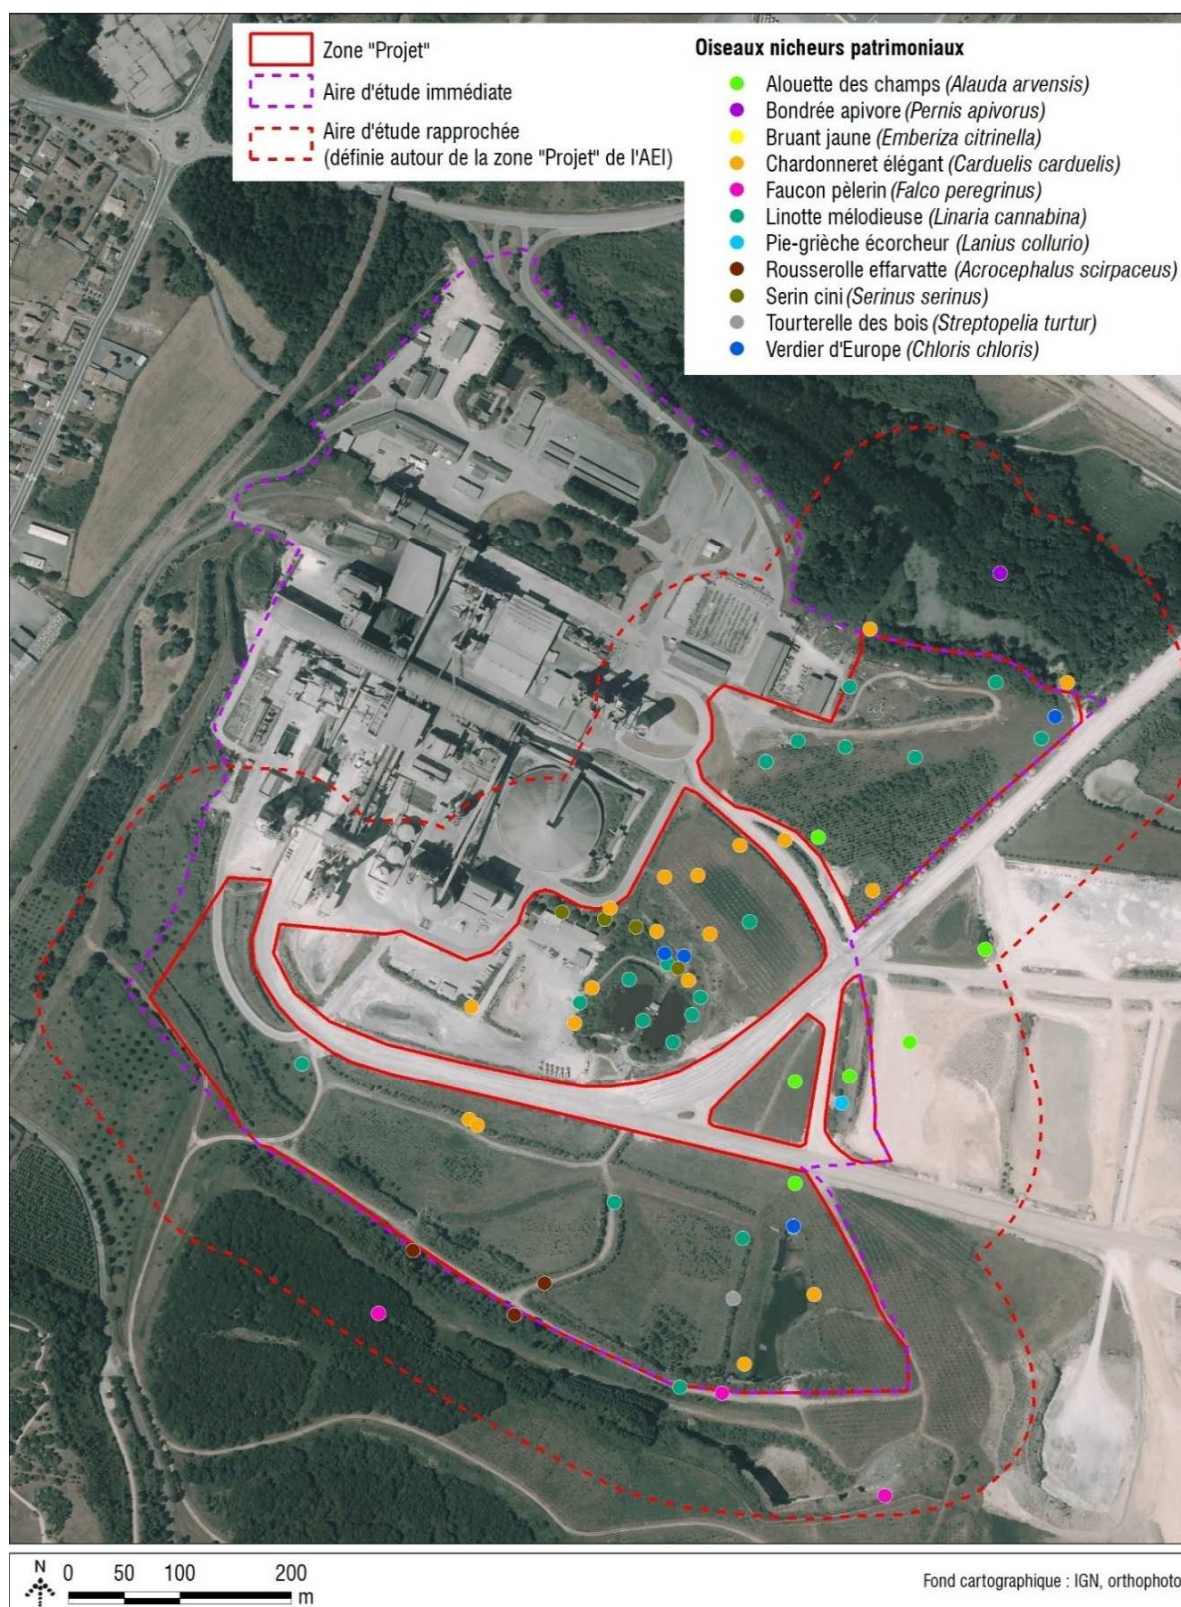 Zone "Projet"
Aire d'étude immédiate
Aire d'étude rapprochée
(définie autour de la zone "Projet" de l'AEI)
Oiseaux nicheurs patrimoniaux
Alouette des champs (Alauda arvensis)
Bondrée apivore (Pernis apivorus)
Bruant jaune (Emberiza citrinella)
Chardonneret élégant (Carduelis carduelis)
Faucon pèlerin (Falco peregrinus)
Linotte mélodieuse (Linaria cannabina)
Pie-grièche écorcheur (Lanius collurio)
Rousserolle effarvatte (Acrocephalus scirpaceus)
Serin cini (Serinus serinus)
Tourterelle des bois (Streptopelia turtur)
Verdier d'Europe (Chloris chloris)
N 0 50 100 200
m
Fond cartographique : IGN, orthophoto